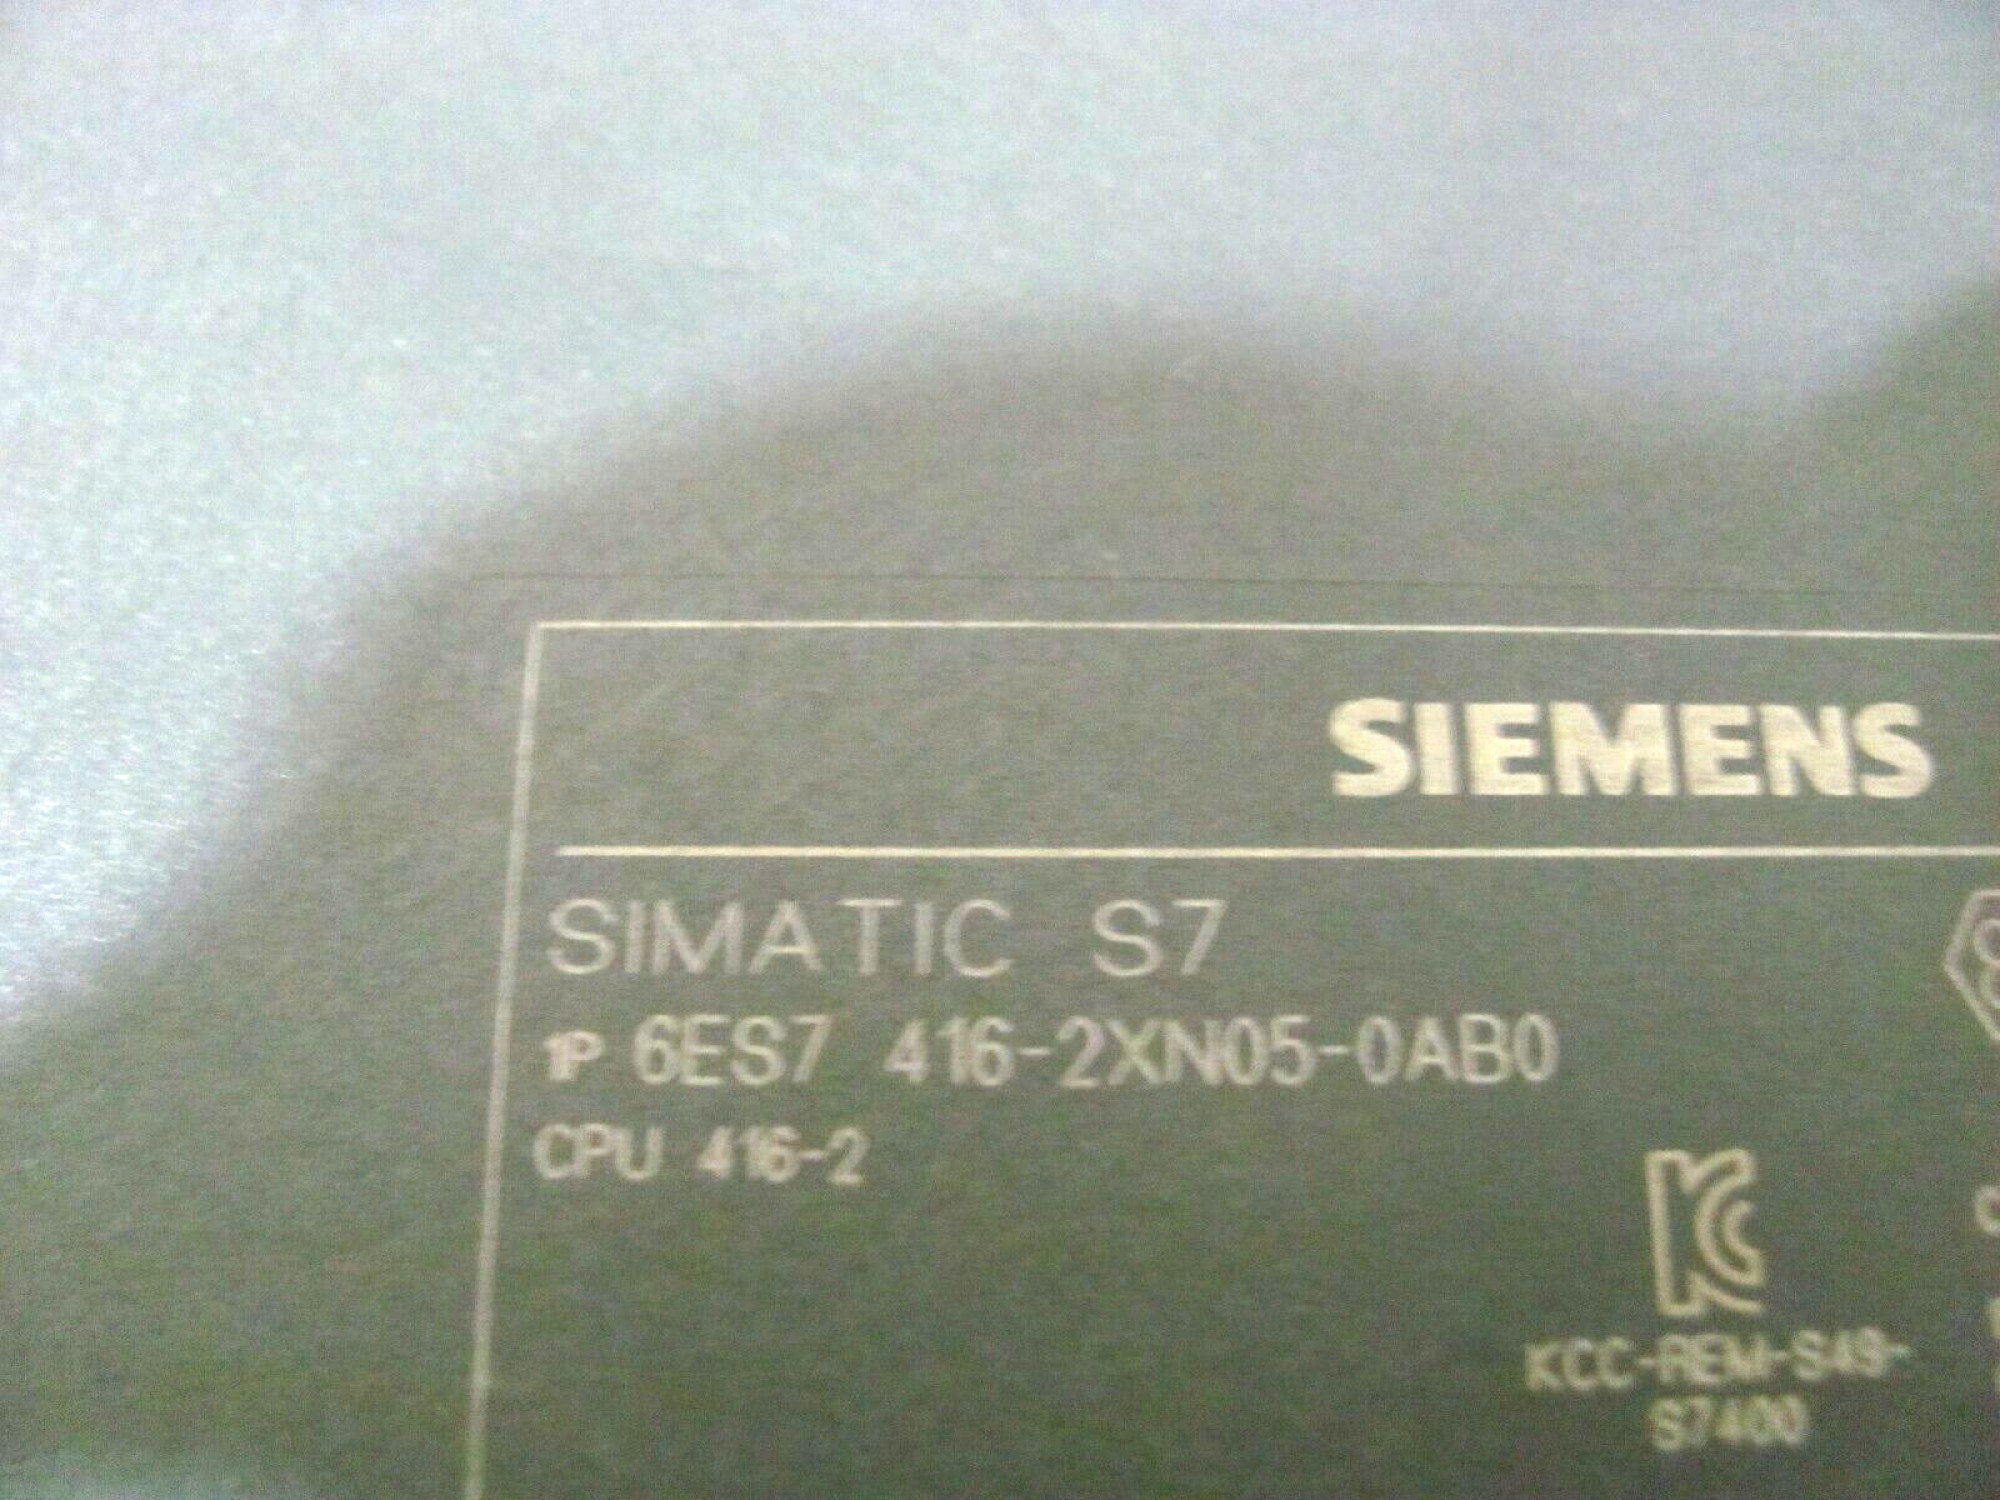 SIEMENS
SIMATIC S7
1P 6ES7 416-2XN05-0AB0
CPU 416-2
KCC-REM-S49-
S7400